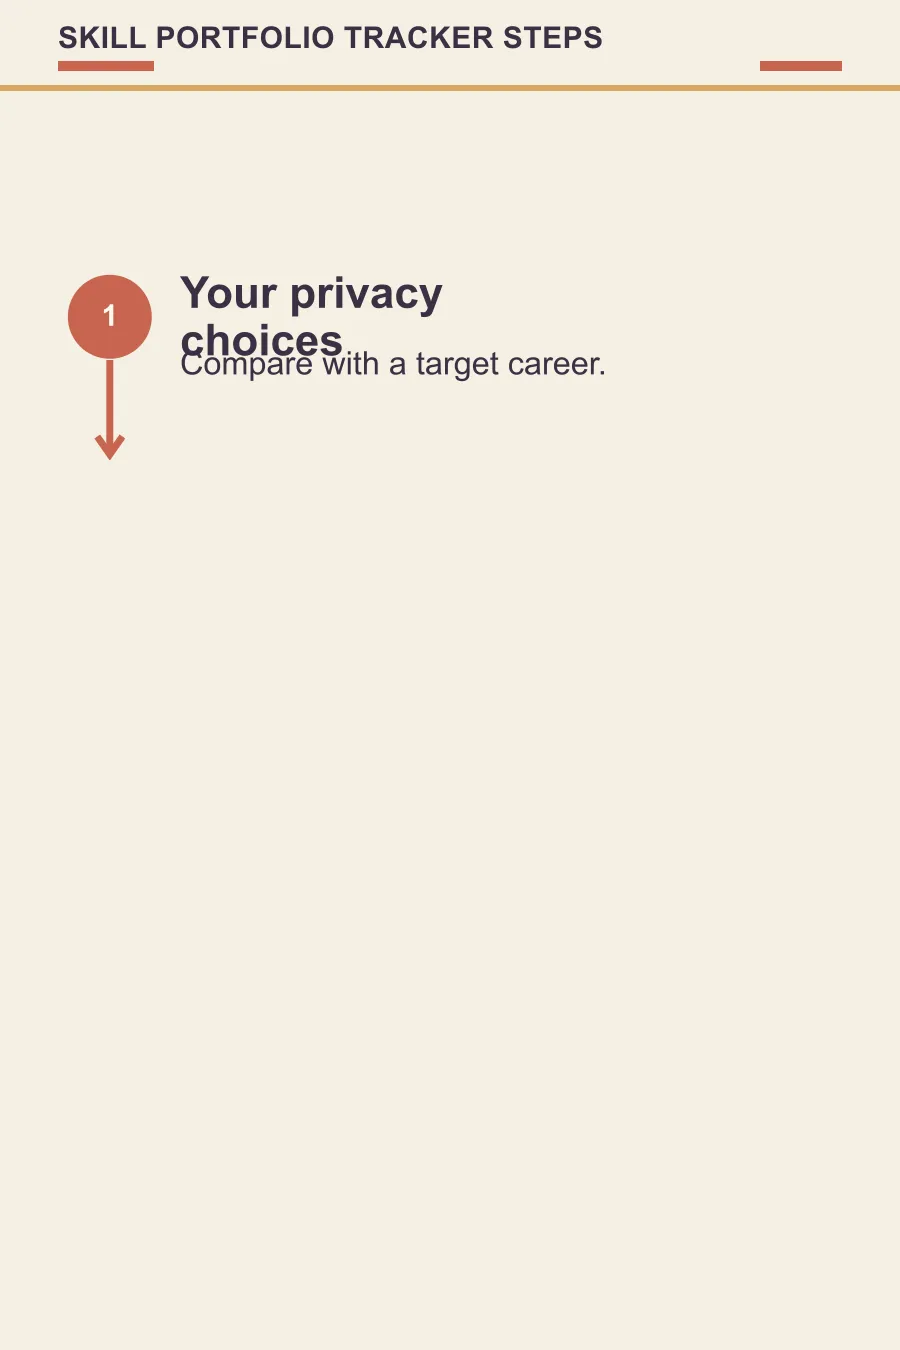 SKILL PORTFOLIO TRACKER STEPS
1
Your privacy
choices
Compare with a target career.